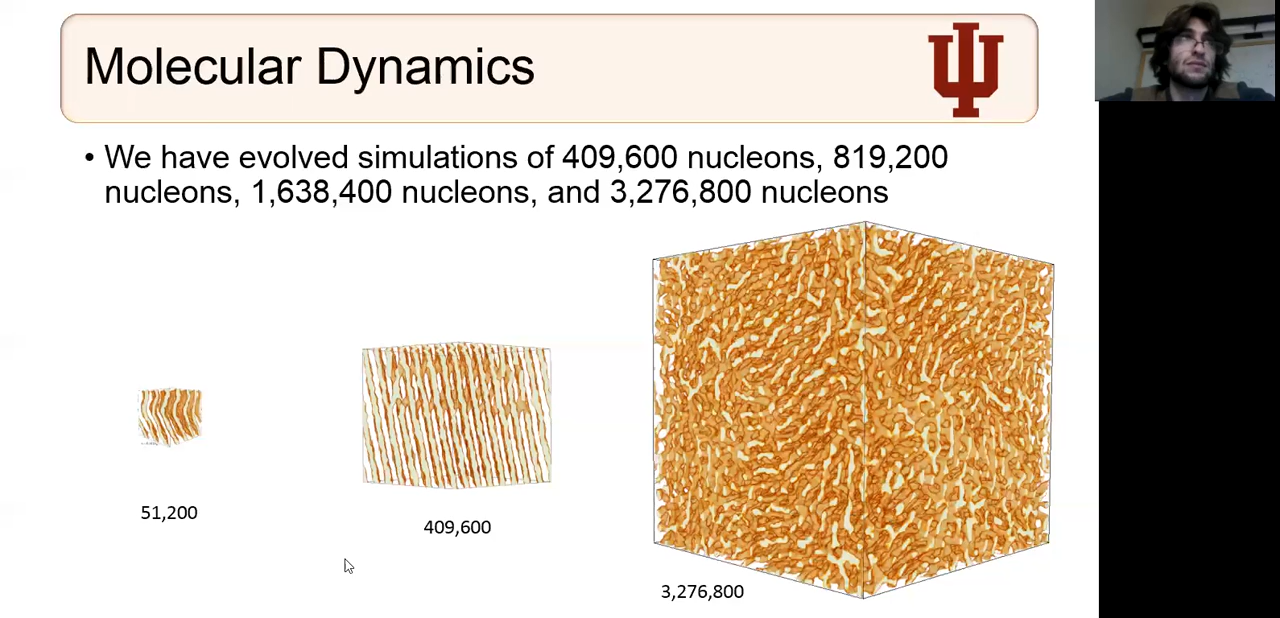 Molecular Dynamics
• We have evolved simulations of 409,600 nucleons, 819,200
nucleons, 1,638,400 nucleons, and 3,276,800 nucleons
51,200
409,600
3,276,800